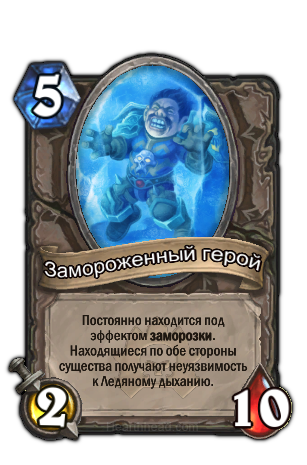 5
Замороженный герой
Постоянно находится под
эффектом заморозки.
Находящиеся по обе стороны
существа получают неуязвимость
к Ледяному дыханию.
2
10